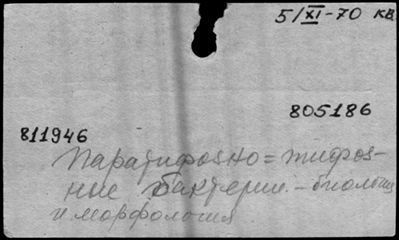 5/XI-70 кв
805186
811946
Паратифозно=тифоз-
ные бактерии. - биология
и морфология